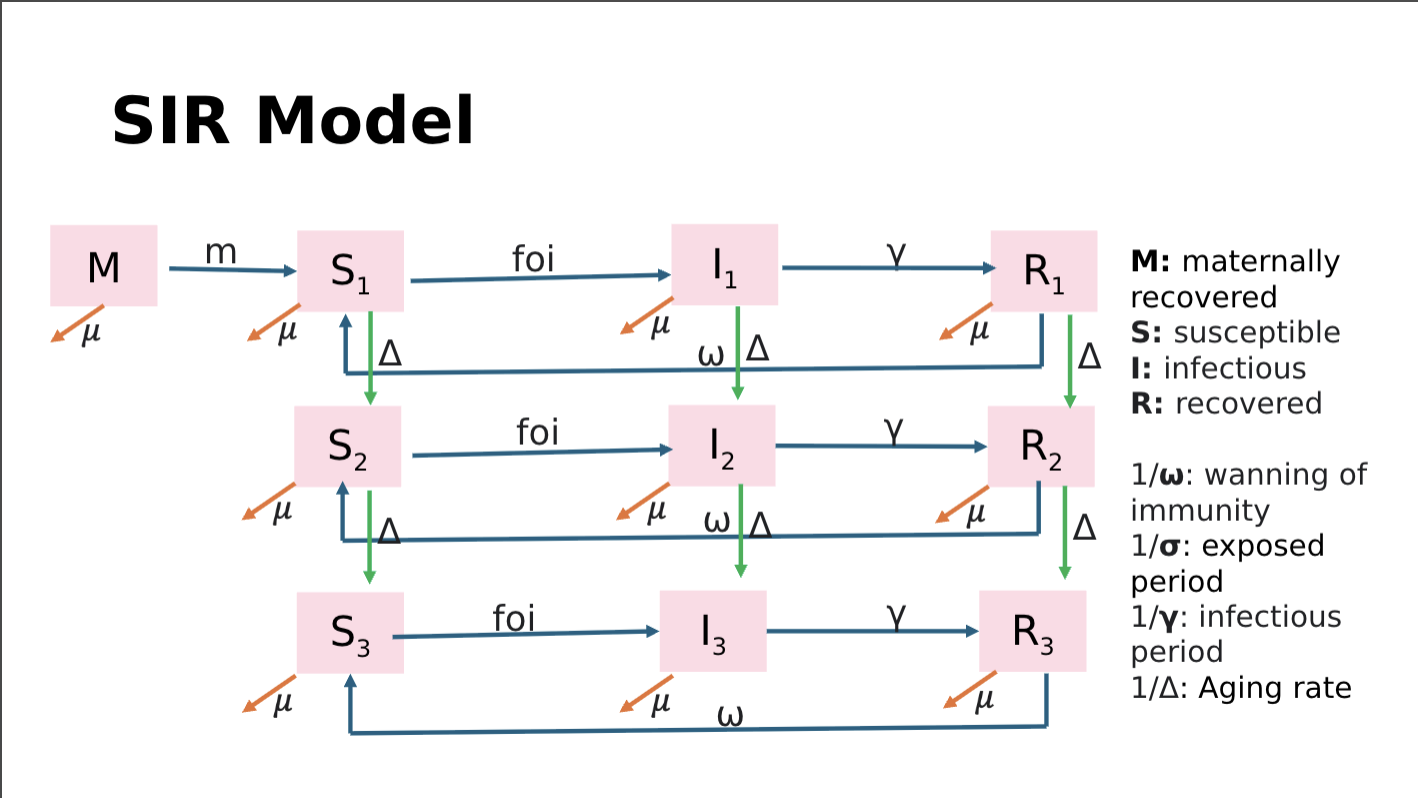 SIR Model
M
m
S1
foi
I1
γ
R1
μ
μ
μ
μ
Δ
ω
Δ
Δ
S2
foi
I2
γ
R2
μ
μ
μ
Δ
ω
Δ
Δ
S3
foi
I3
γ
R3
μ
μ
μ
ω
M: maternally
recovered
S: susceptible
I: infectious
R: recovered
1/ω: wanning of
immunity
1/σ: exposed
period
1/γ: infectious
period
1/Δ: Aging rate